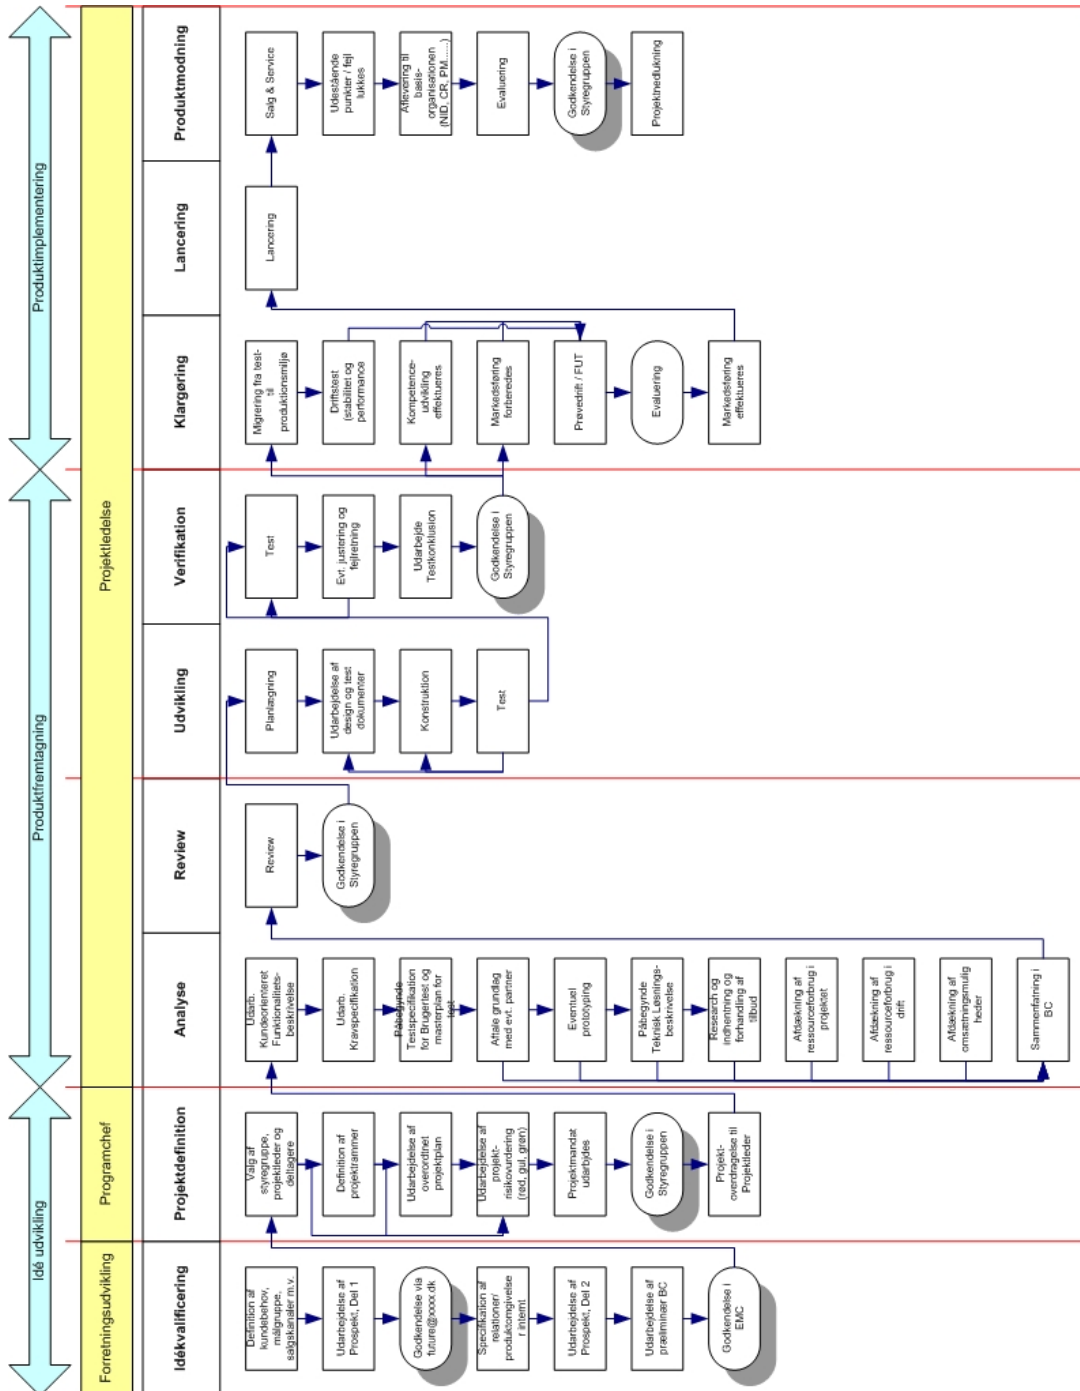 Idé udvikling
Produktfremtagning
Produktimplementering
Forretningsudvikling
Programchef
Projektledelse
Idékvalificering
Projektdefinition
Analyse
Review
Udvikling
Verifikation
Klargøring
Lancering
Produktmodning
Definition af
kundebehov,
målgruppe,
salgskanaler m.v.
Udarbejdelse af
Prospekt, Del 1
Godkendelse via
future@xxxx.dk
Specifikation af
relationer/
produktomgivelse
r internt
Udarbejdelse af
Prospekt, Del 2
Udarbejdelse af
præliminær BC
Godkendelse i
EMC
Valg af
styregruppe,
projektleder og
deltagere
Definition af
projektrammer
Udarbejdelse af
overordtnet
projektplan
Udarbejdelse af
projekt-
risikovurdering
(rød, gul, grøn)
Projektmandat
udarbjdes
Godkendelse i
Styregruppen
Projekt-
overdragelse til
Projektleder
Udarb.
Kundeorienteret
Funktionalitets-
beskrivelse
Udarb.
Kravspecifikation
Påbegynde
Testspecifikation
for Brugertest og
masterplan for
test
Aftale grundlag
med evt. partner
Eventuel
prototyping
Påbegynde
Teknisk Løsnings-
beskrivelse
Research og
indhentning og
forhandling af
tilbud
Afdækning af
ressourceforbrug i
projektet
Afdækning af
ressourceforbrug i
drift
Afdækning af
omsætningsmulig
heder
Sammenfatning i
BC
Review
Godkendelse i
Styregruppen
Planlægning
Udarbejdelse af
design og test
dokumenter
Konstruktion
Test
Test
Evt. justering og
fejlretning
Udarbejde
Testkonklusion
Godkendelse i
Styregruppen
Migrering fra test-
til
produktionsmiljø
Driftstest
(stabilitet og
performance
Kompetence-
udvikling
effektueres
Markedsføring
forberedes
Prøvedrift / FUT
Evaluering
Markedsføring
effektueres
Lancering
Salg & Service
Udestående
punkter / fejl
lukkes
Aflevering til
basis-
organisationen
(NID, CR, PM......)
Evaluering
Godkendelse i
Styregruppen
Projektnedlukning